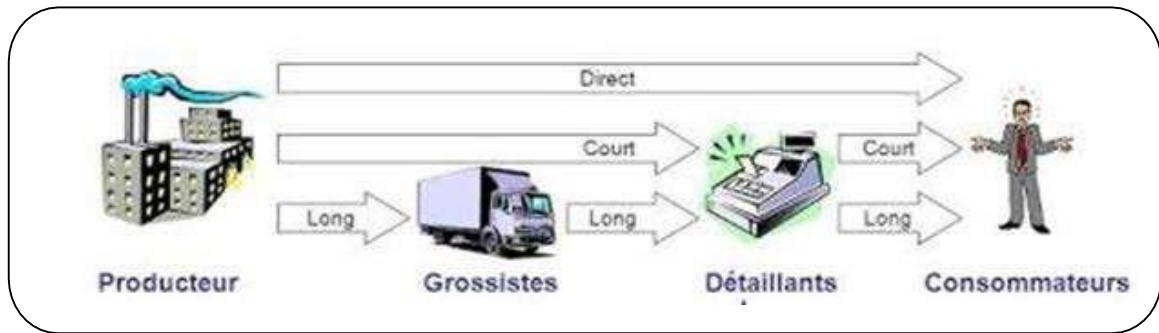 Direct
Court Court
Long Long Long
Producteur Grossistes Détaillants Consommateurs